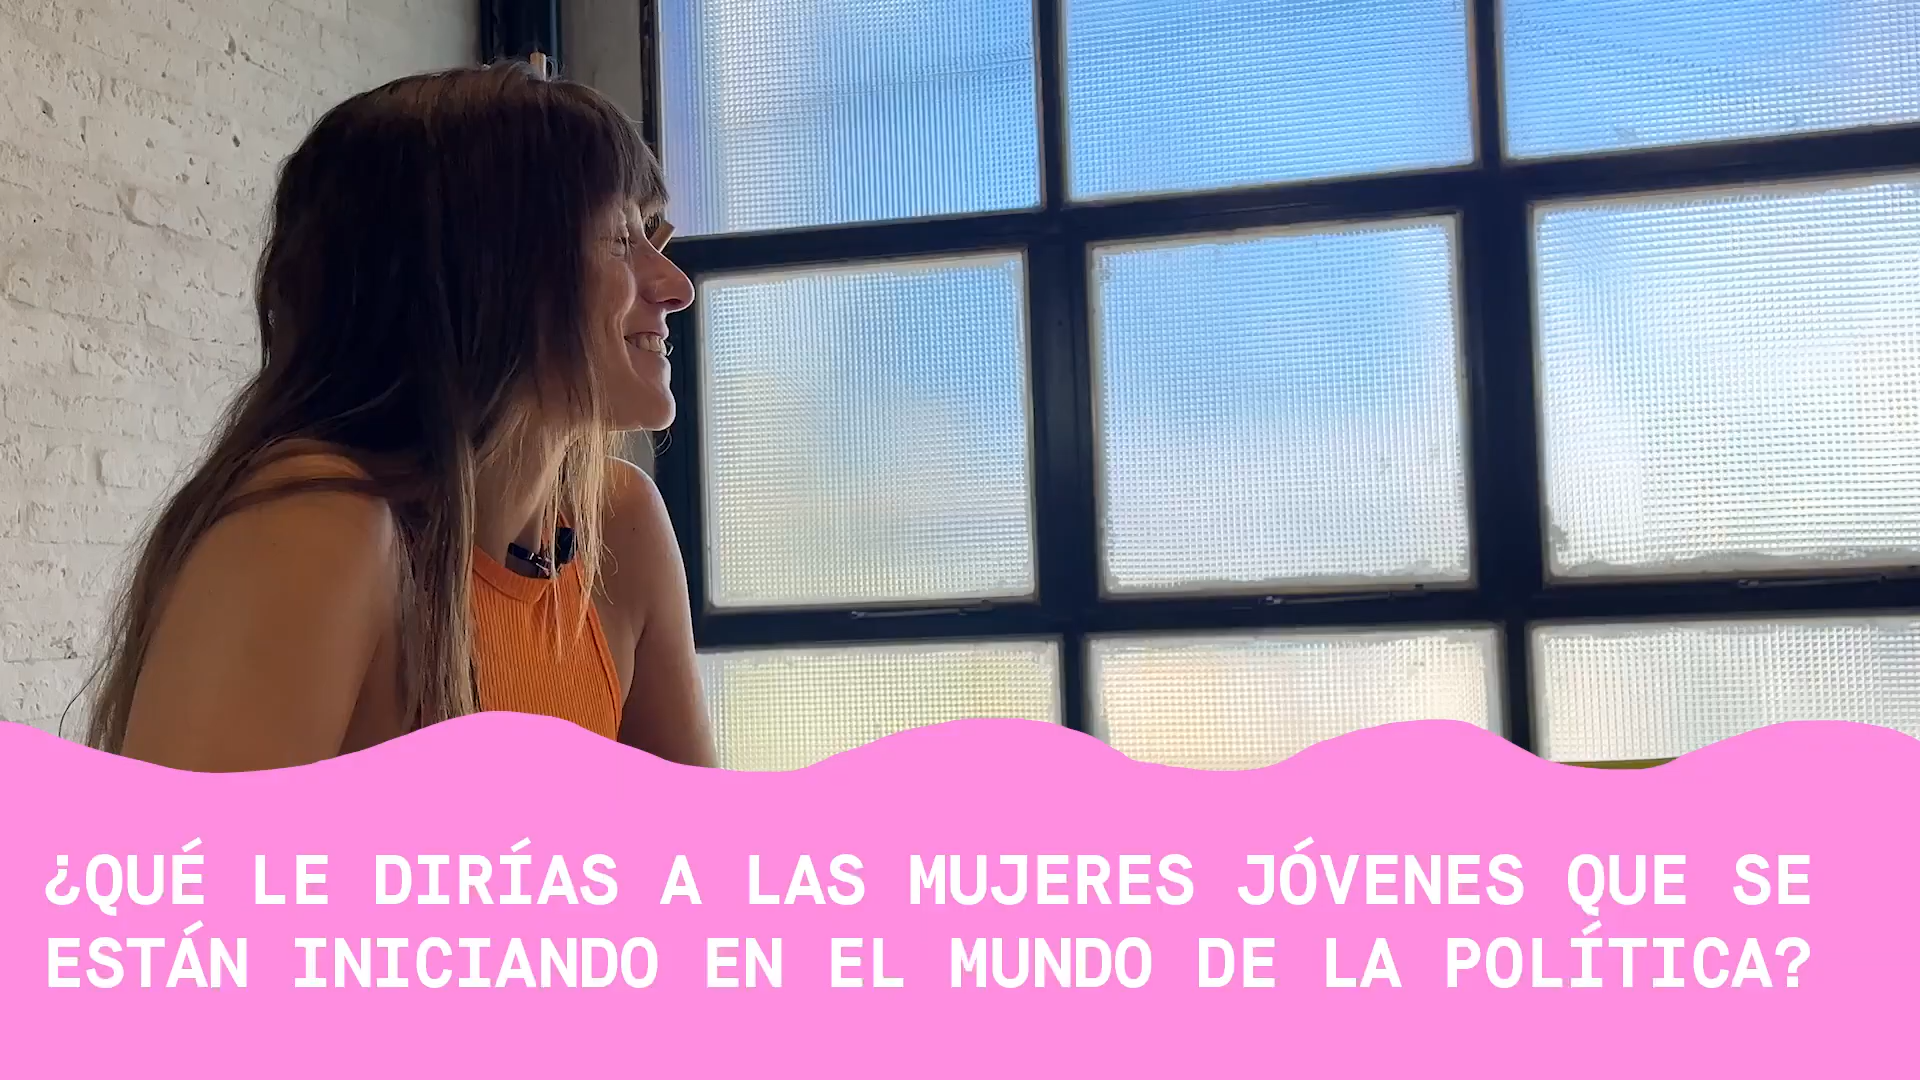 ¿QUÉ LE DIRÍAS A LAS MUJERES JÓVENES QUE SE
ESTÁN INICIANDO EN EL MUNDO DE LA POLÍTICA?